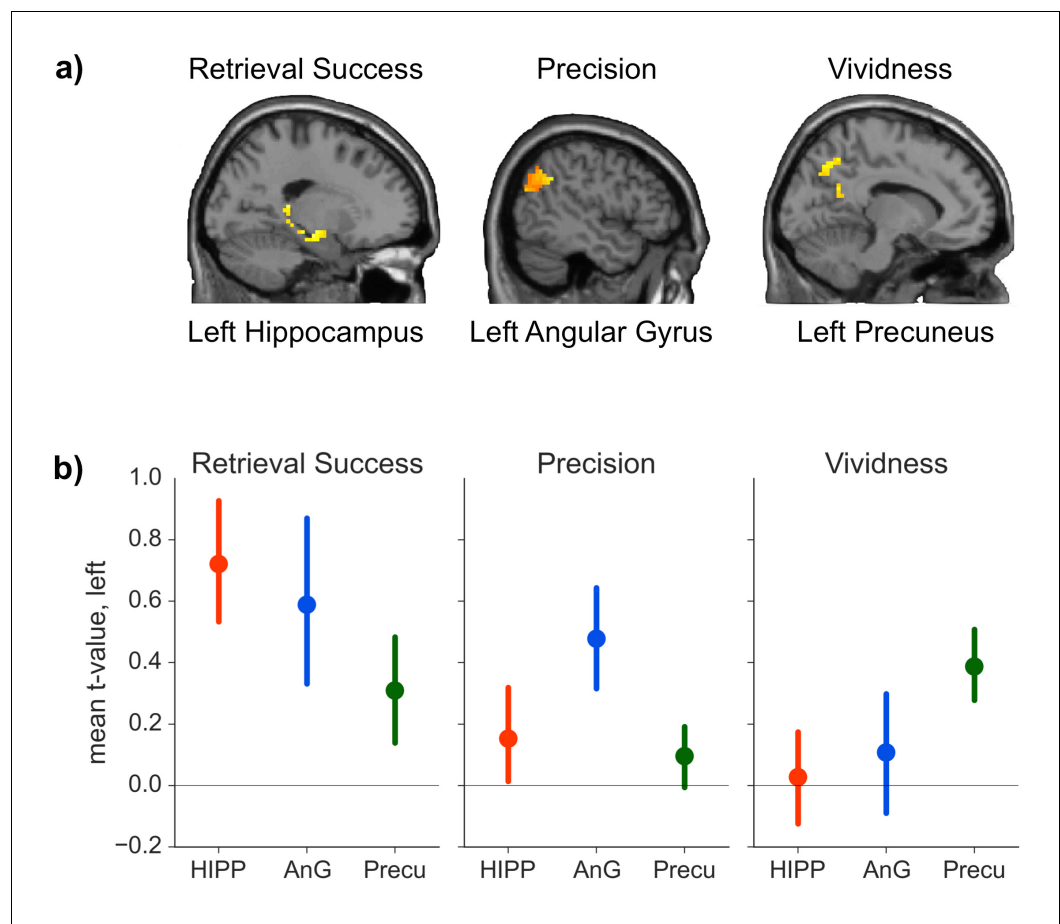 a)
Retrieval Success Precision Vividness
Left Hippocampus Left Angular Gyrus Left Precuneus
b)
Retrieval Success Precision Vividness
mean t-value, left
1.0
0.8
0.6
0.4
0.2
0.0
−0.2
HIPP AnG Precu HIPP AnG Precu HIPP AnG Precu